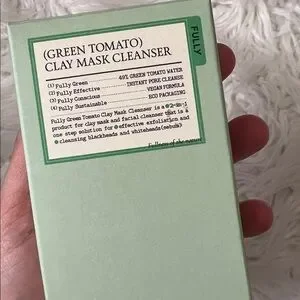 FULLY
(GREEN TOMATO)
CLAY MASK CLEANSER
(1) Fully Green 49% GREEN TOMATO WATER
(2) Fully Effective INSTANT PORE CLEANSE
(3) Fully Conscious VEGAN FORMULA
(4) Fully Sustainable ECO PACKAGING
Fully Green Tomato Clay Mask Cleanser is a 2-in-1
product for clay mask and facial cleanser that is a
one step solution for effective exfoliation and
cleansing blackheads and whiteheads(sebum)